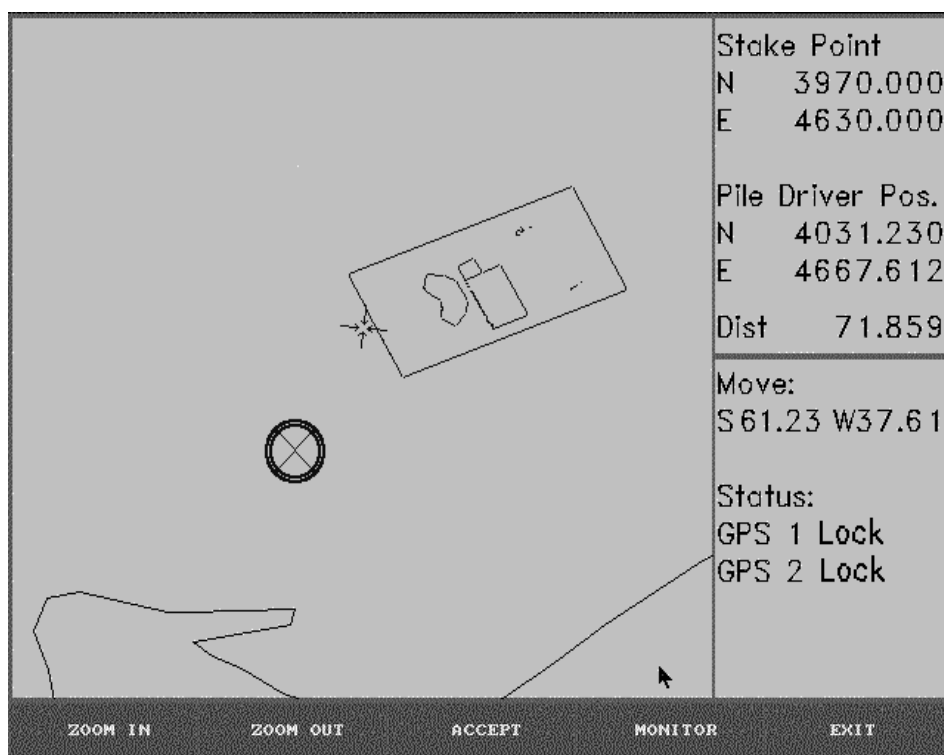 Stake Point
N 3970.000
E 4630.000
Pile Driver Pos.
N 4031.230
E 4667.612
Dist 71.859
Move:
S61.23 W37.61
Status:
GPS 1 Lock
GPS 2 Lock
ZOOM IN ZOOM OUT ACCEPT MONITOR EXIT